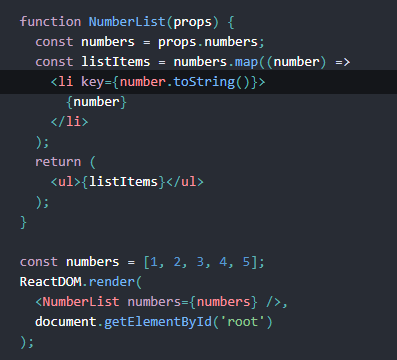 function NumberList(props) {
  const numbers = props.numbers;
  const listItems = numbers.map((number) =>
    <li key={number.toString()}>
      {number}
    </li>
  );
  return (
    <ul>{listItems}</ul>
  );
}

const numbers = [1, 2, 3, 4, 5];
ReactDOM.render(
  <NumberList numbers={numbers} />,
  document.getElementById('root')
);